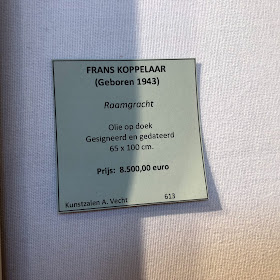 FRANS KOPPELAAR
(Geboren 1943)
Raamgracht
Olie op doek
Gesigneerd en gedateerd
65 x 100 cm.
Prijs: 8.500,00 euro
Kunstzalen A. Vecht 613